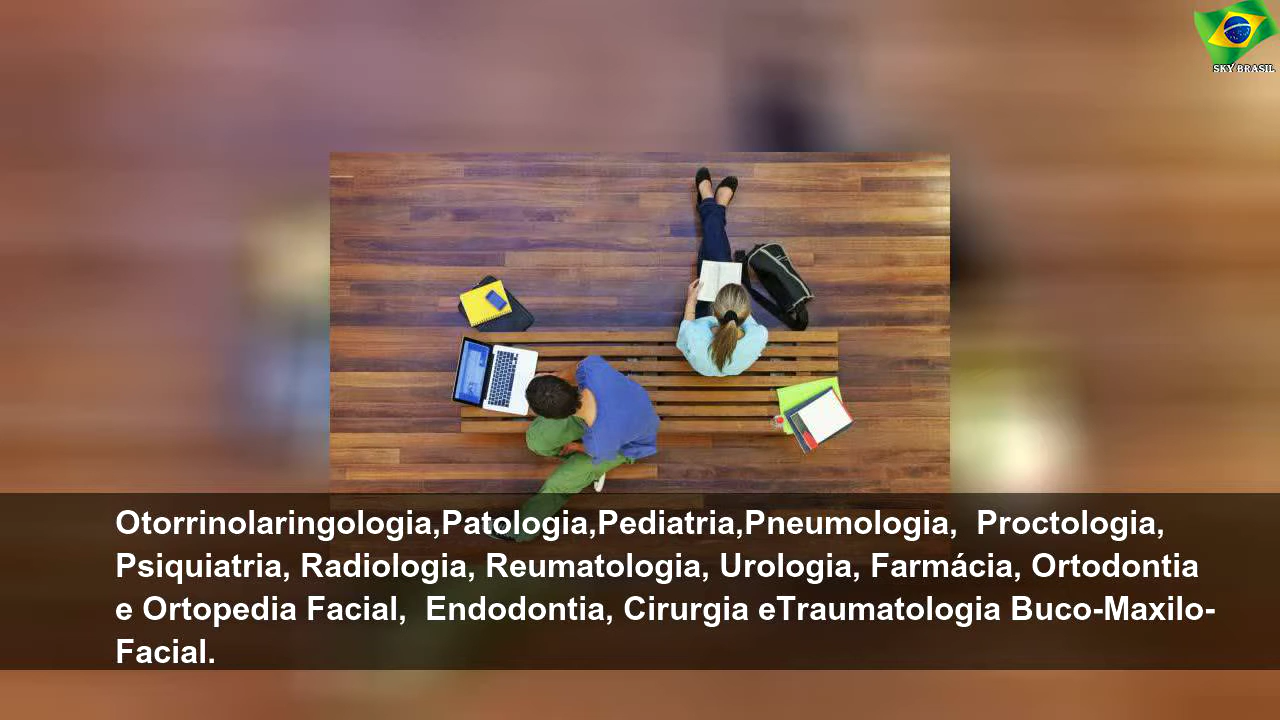 SKY BRASIL
Otorrinolaringologia,Patologia,Pediatria,Pneumologia,  Proctologia,
Psiquiatria, Radiologia, Reumatologia, Urologia, Farmácia, Ortodontia
e Ortopedia Facial,  Endodontia, Cirurgia eTraumatologia Buco-Maxilo-
Facial.